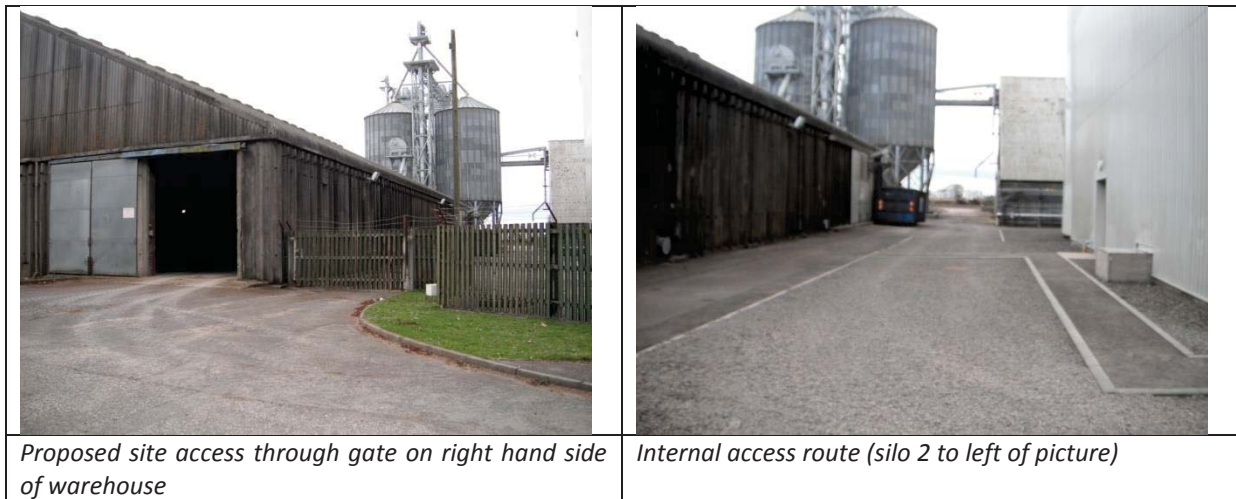 Proposed site access through gate on right hand side
of warehouse
Internal access route (silo 2 to left of picture)